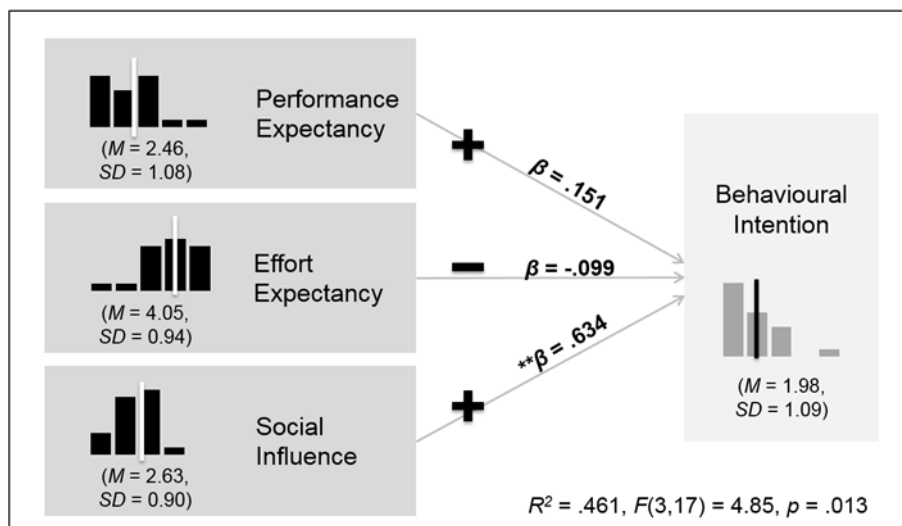 Performance
Expectancy
(M = 2.46,
SD = 1.08)
+
β = .151
Effort
Expectancy
(M = 4.05,
SD = 0.94)
−
β = -.099
Social
Influence
(M = 2.63,
SD = 0.90)
+
**β = .634
Behavioural
Intention
(M = 1.98,
SD = 1.09)
R² = .461, F(3,17) = 4.85, p = .013